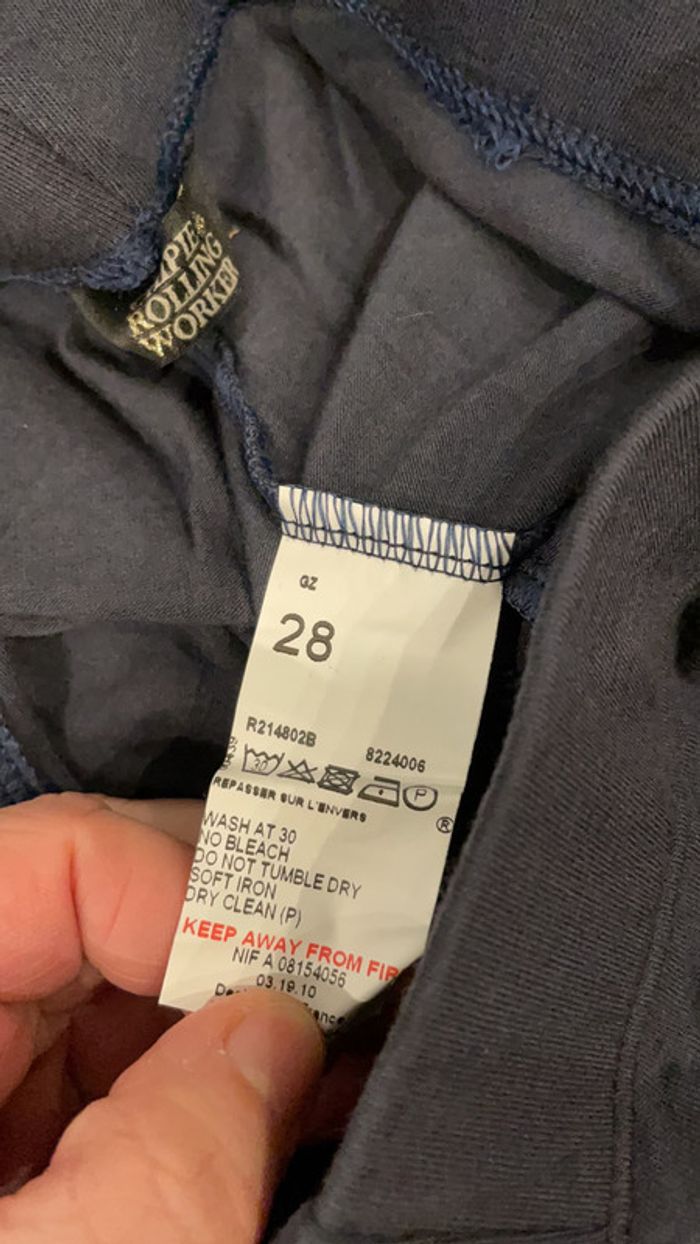 ROLLING
WORKER
GZ
28
R214802B
8224006
30
P
REPASSER SUR L'ENVERS
®
WASH AT 30
NO BLEACH
DO NOT TUMBLE DRY
SOFT IRON
DRY CLEAN (P)
KEEP AWAY FROM
NIF A 08154056
03.19.10